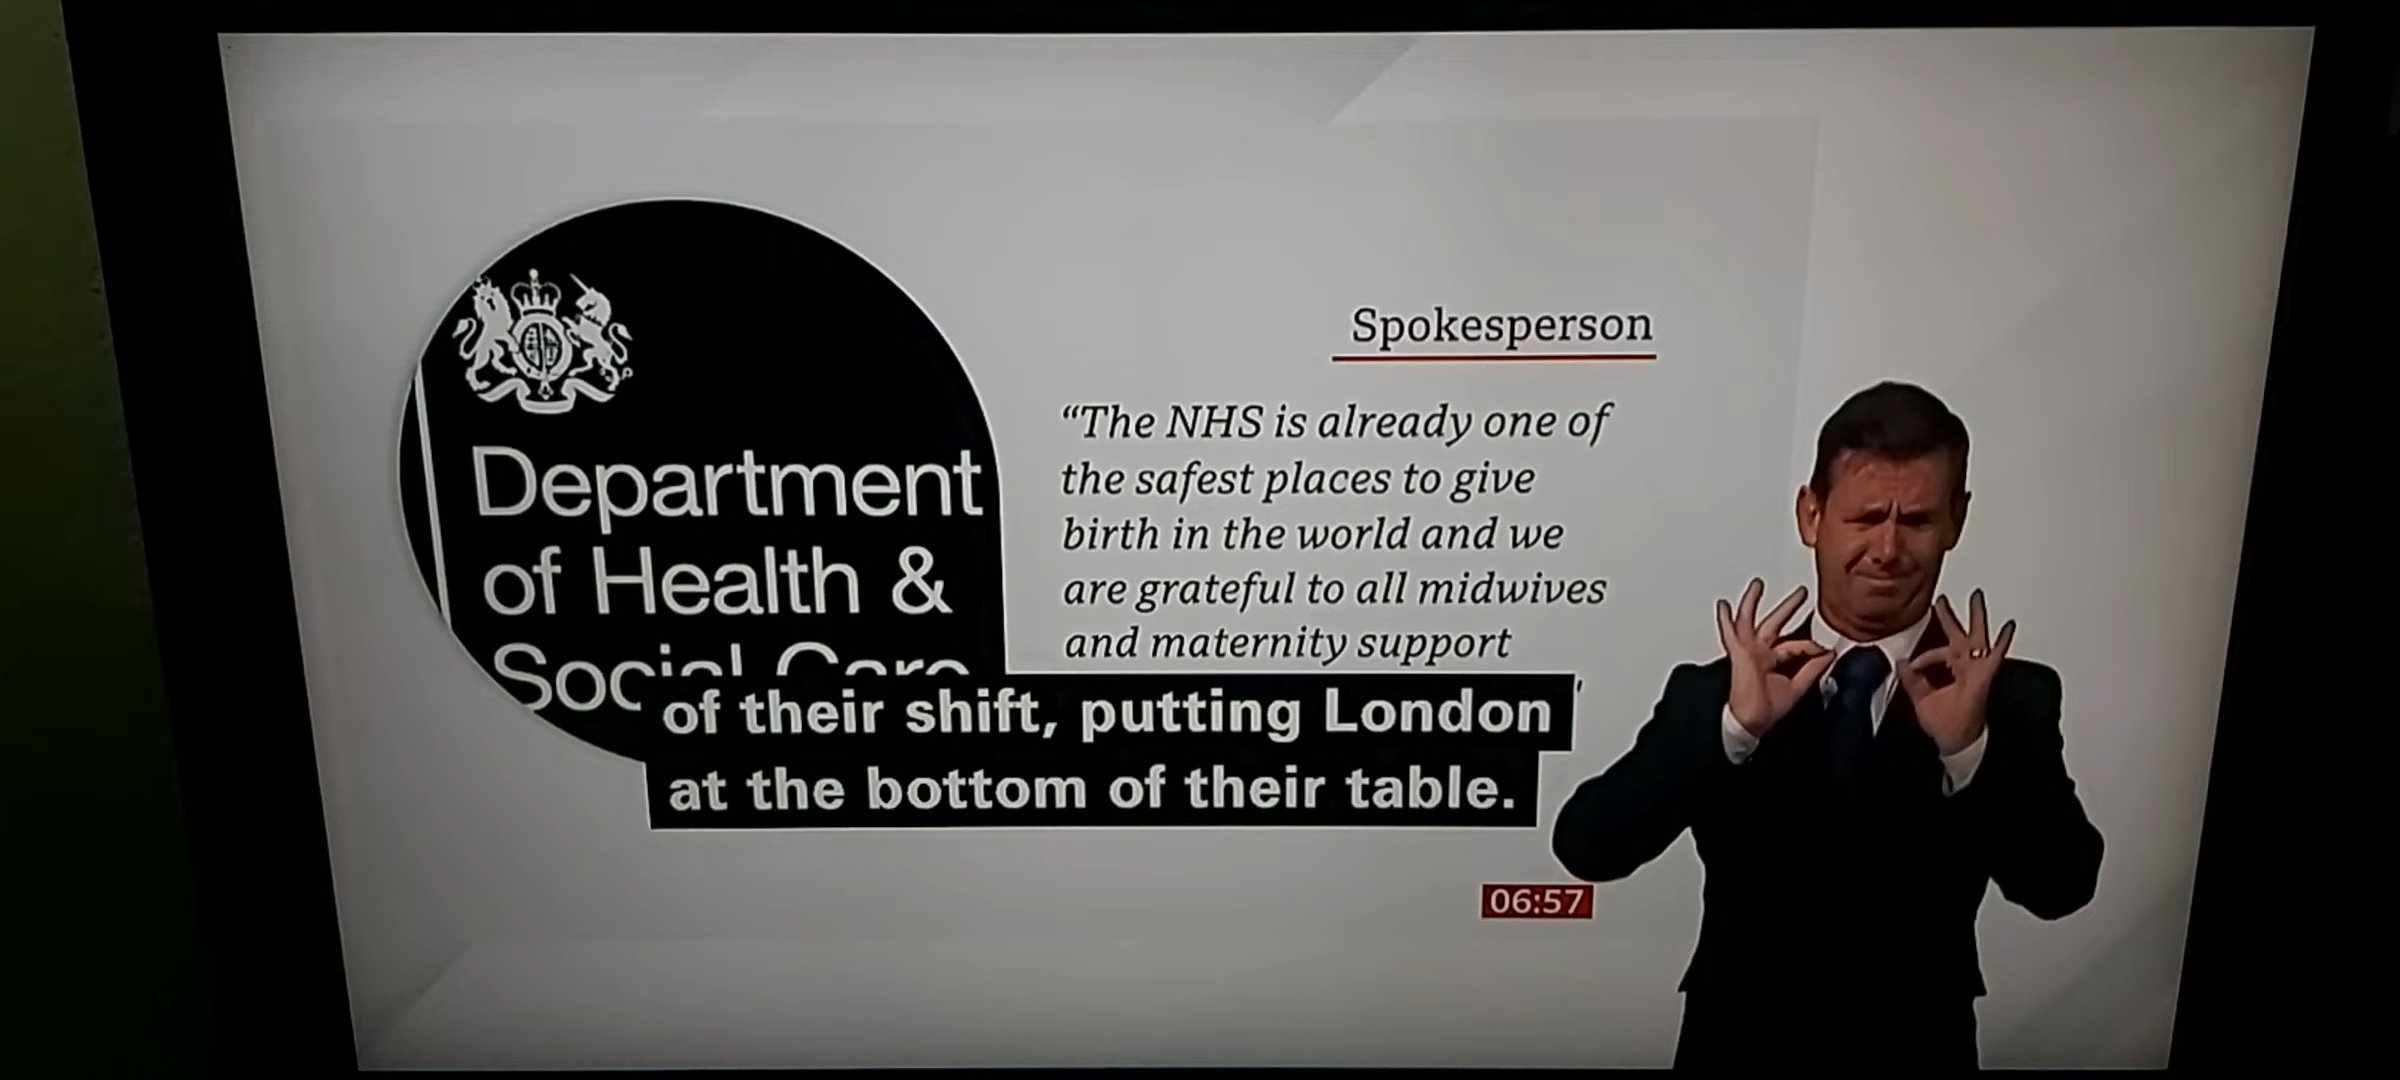 Department
of Health &
Social Care
Spokesperson
“The NHS is already one of
the safest places to give
birth in the world and we
are grateful to all midwives
and maternity support
of their shift, putting London
at the bottom of their table.
06:57